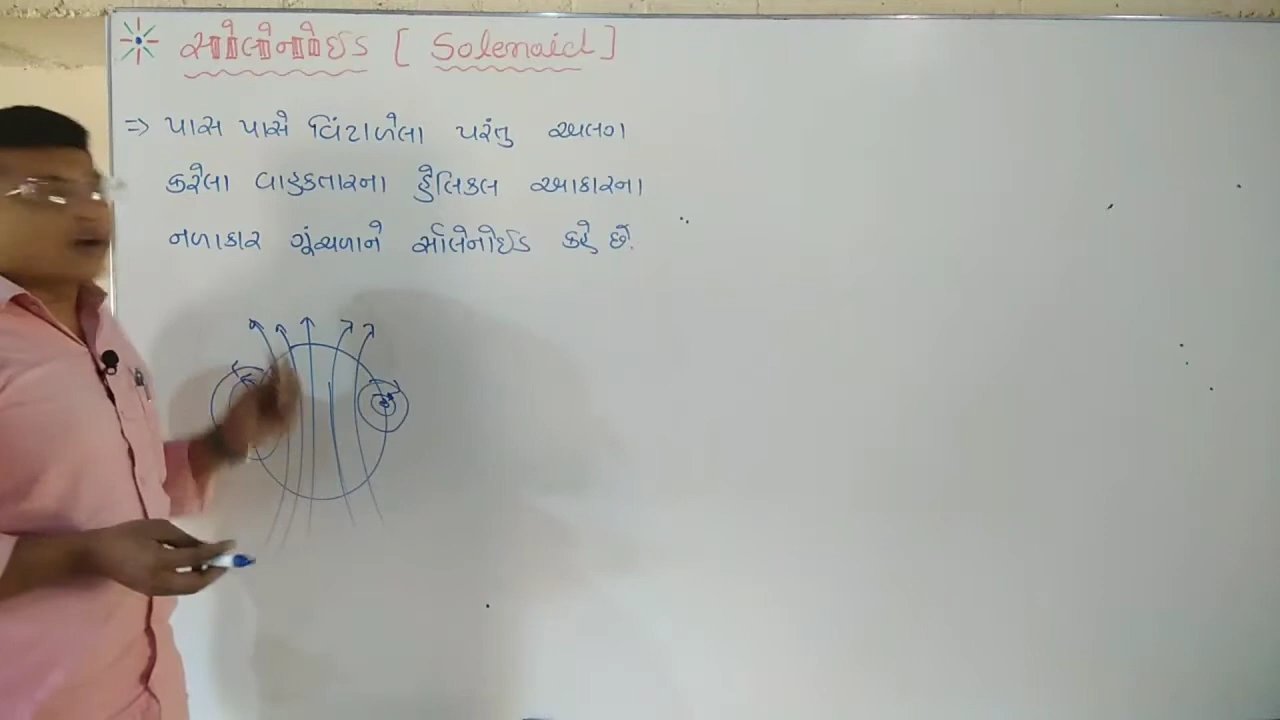 સોલેનોઈડ [ Solenoid ]
⇒ પાસ પાસે વિંટાળેલા પરંતુ અલગ
કરેલા વાહકતારના હેલિકલ આકારના
નળાકાર ગૂંચળાને સૉલેનોઈડ કહે છે.